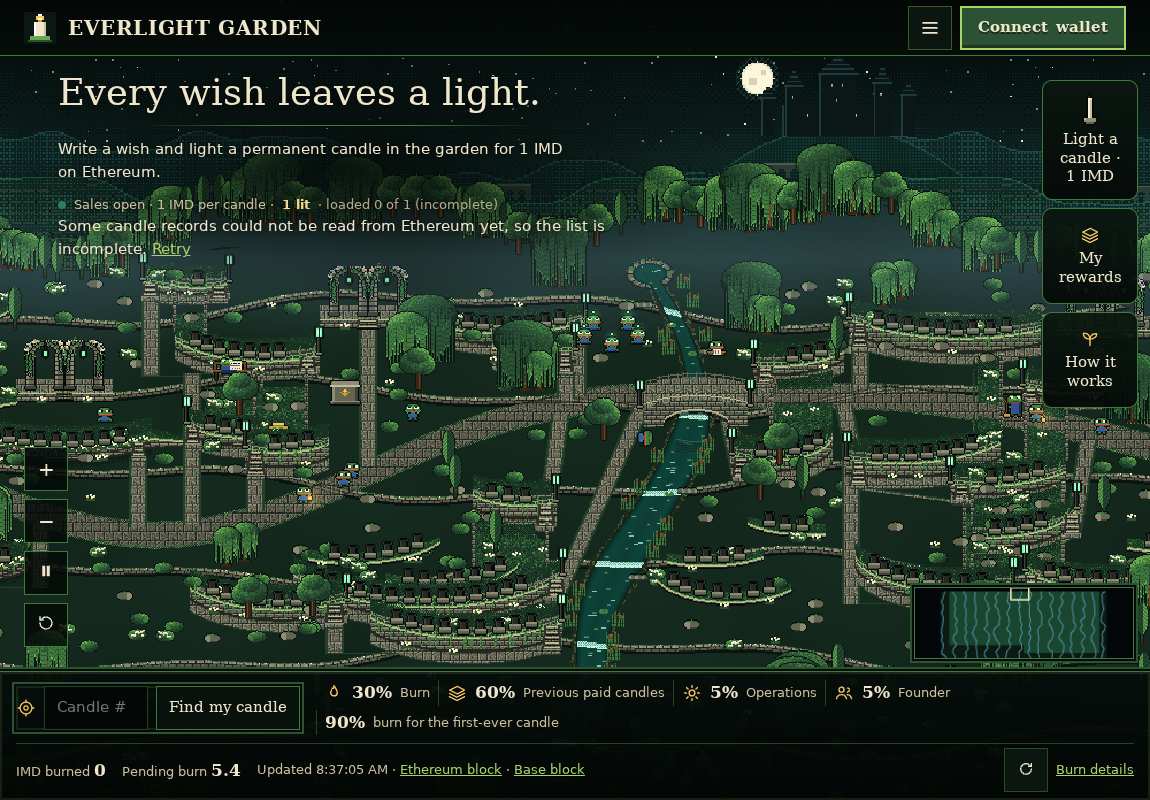 EVERLIGHT GARDEN
Connect wallet
Every wish leaves a light.
Write a wish and light a permanent candle in the garden for 1 IMD
on Ethereum.
Sales open · 1 IMD per candle · 1 lit · loaded 0 of 1 (incomplete)
Some candle records could not be read from Ethereum yet, so the list is
incomplete. Retry
Light a
candle ·
1 IMD
My
rewards
How it
works
Candle #
Find my candle
30% Burn
60% Previous paid candles
5% Operations
5% Founder
90% burn for the first-ever candle
IMD burned 0 Pending burn 5.4 Updated 8:37:05 AM · Ethereum block · Base block
Burn details